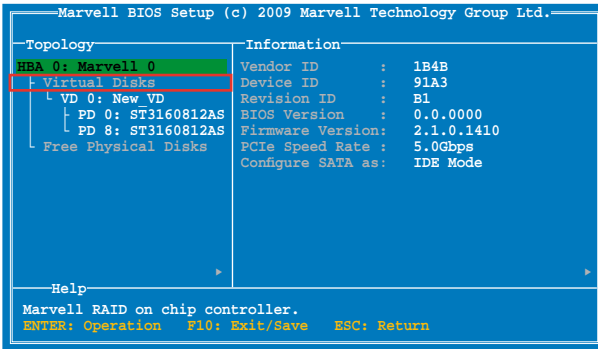 Marvell BIOS Setup (c) 2009 Marvell Technology Group Ltd.
Topology
HBA 0: Marvell 0
Virtual Disks
VD 0: New_VD
PD 0: ST3160812AS
PD 8: ST3160812AS
Free Physical Disks
Information
Vendor ID : 1B4B
Device ID : 91A3
Revision ID : B1
BIOS Version : 0.0.0000
Firmware Version: 2.1.0.1410
PCIe Speed Rate : 5.0Gbps
Configure SATA as: IDE Mode
Help
Marvell RAID on chip controller.
ENTER: Operation F10: Exit/Save ESC: Return